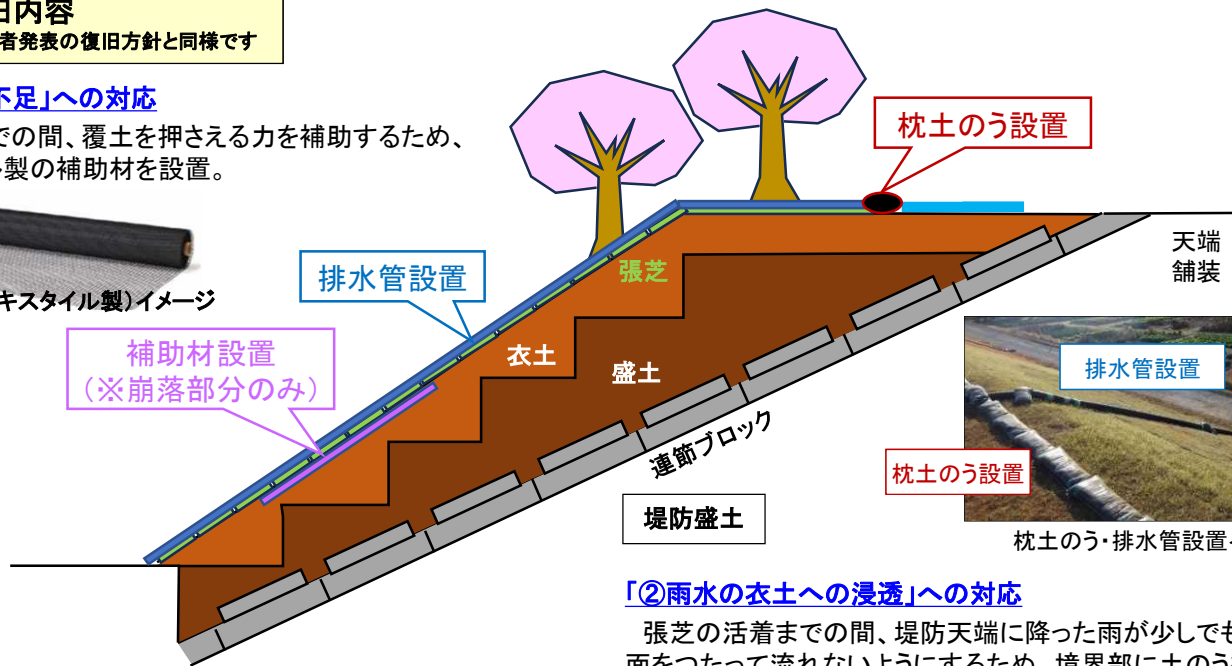 旧内容
者発表の復旧方針と同様です
不足」への対応
での間、覆土を押さえる力を補助するため、
製の補助材を設置。
キスタイル製)イメージ
枕土のう設置
排水管設置
張芝
天端
舗装
補助材設置
(※崩落部分のみ)
衣土
盛土
連節ブロック
排水管設置
枕土のう設置
堤防盛土
枕土のう・排水管設置
「②雨水の衣土への浸透」への対応
張芝の活着までの間、堤防天端に降った雨が少しでも
面をつたって流れないようにするため、境界部に土のう